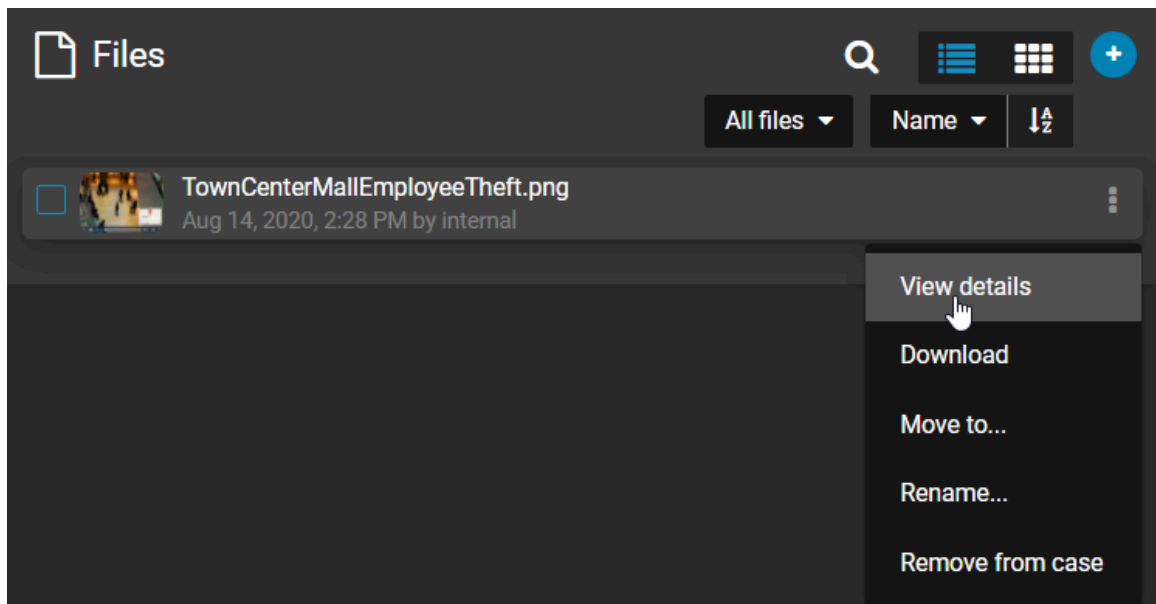 Files
All files
Name
TownCenterMallEmployeeTheft.png
Aug 14, 2020, 2:28 PM by internal
View details
Download
Move to...
Rename...
Remove from case